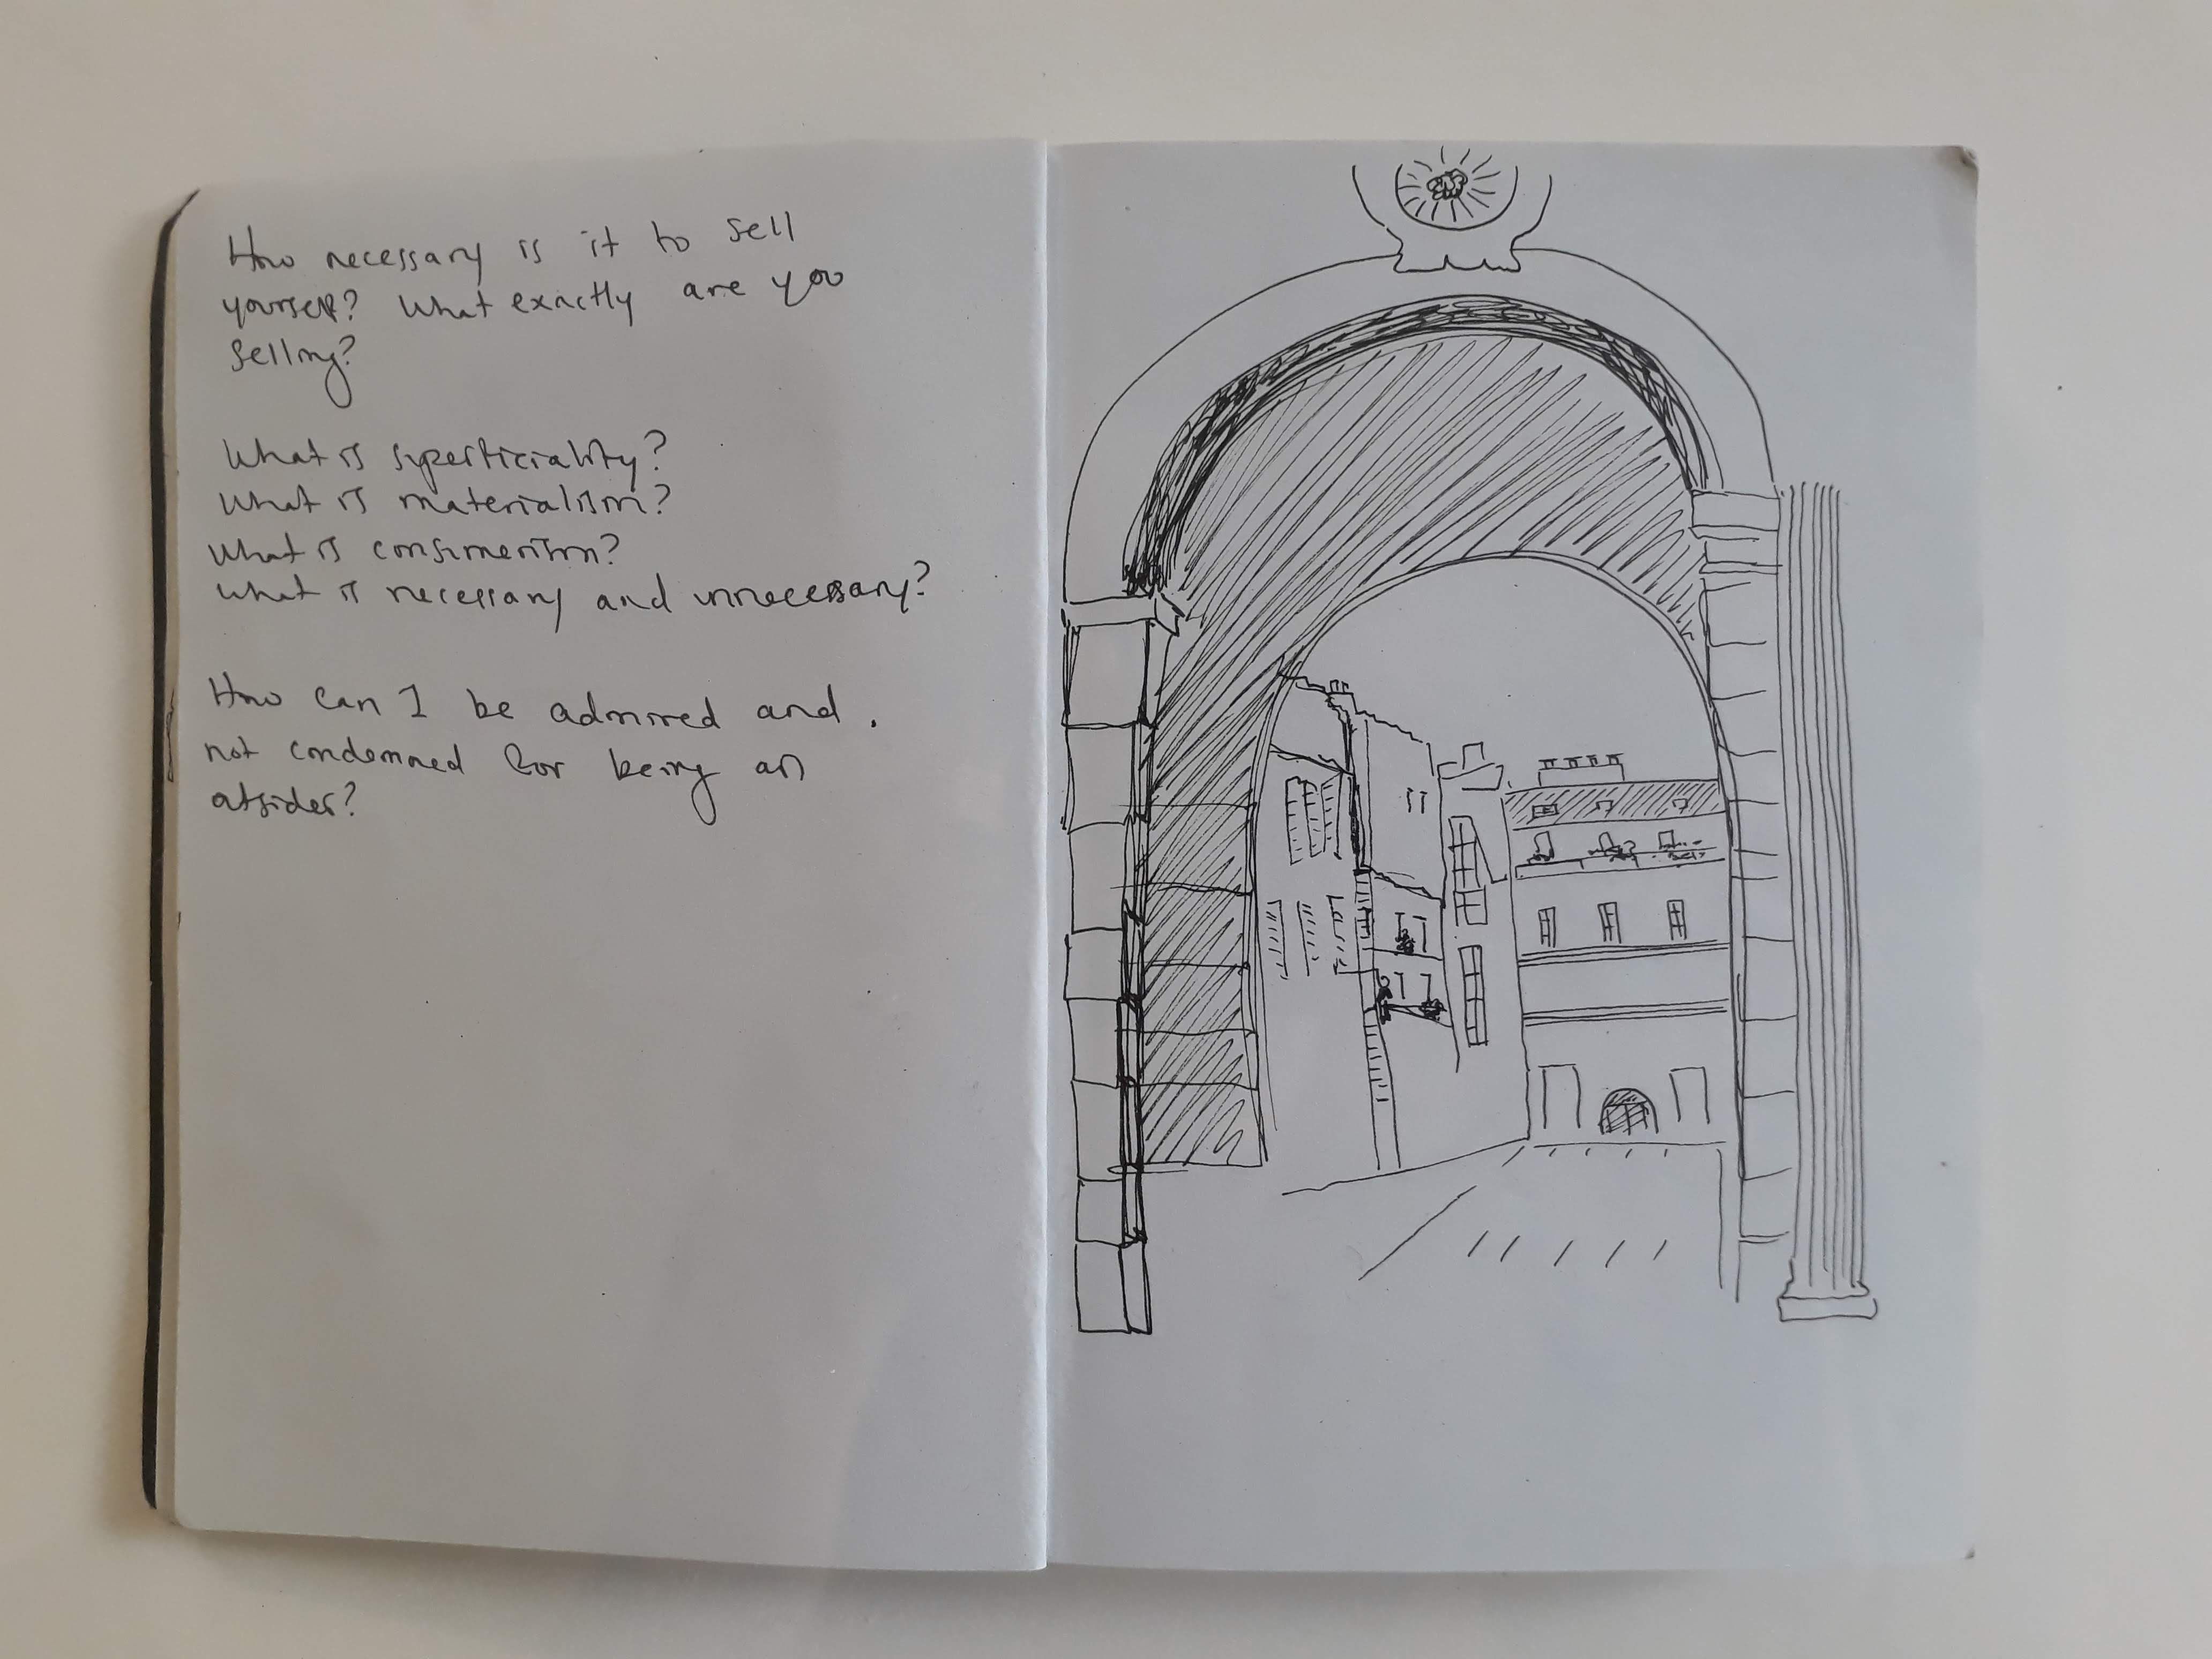 How necessary is it to sell
yourself? What exactly are you
selling?
What is superficiality?
What is materialism?
What is consumerism?
What is necessary and unnecessary?
How can I be admired and
not condemned for being an
outsider?